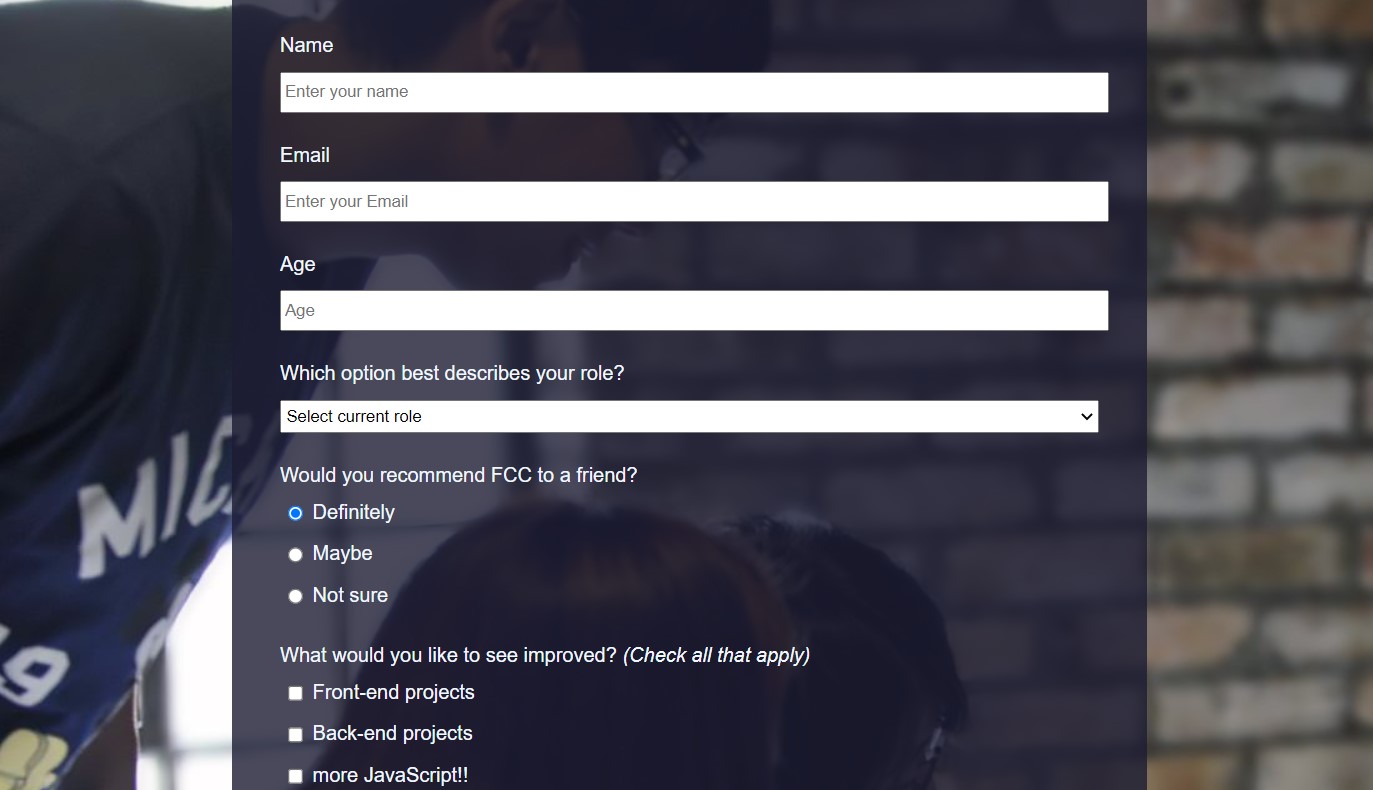 Name
Enter your name
Email
Enter your Email
Age
Age
Which option best describes your role?
Select current role
Would you recommend FCC to a friend?
Definitely
Maybe
Not sure
What would you like to see improved? (Check all that apply)
Front-end projects
Back-end projects
more JavaScript!!
MIC
9